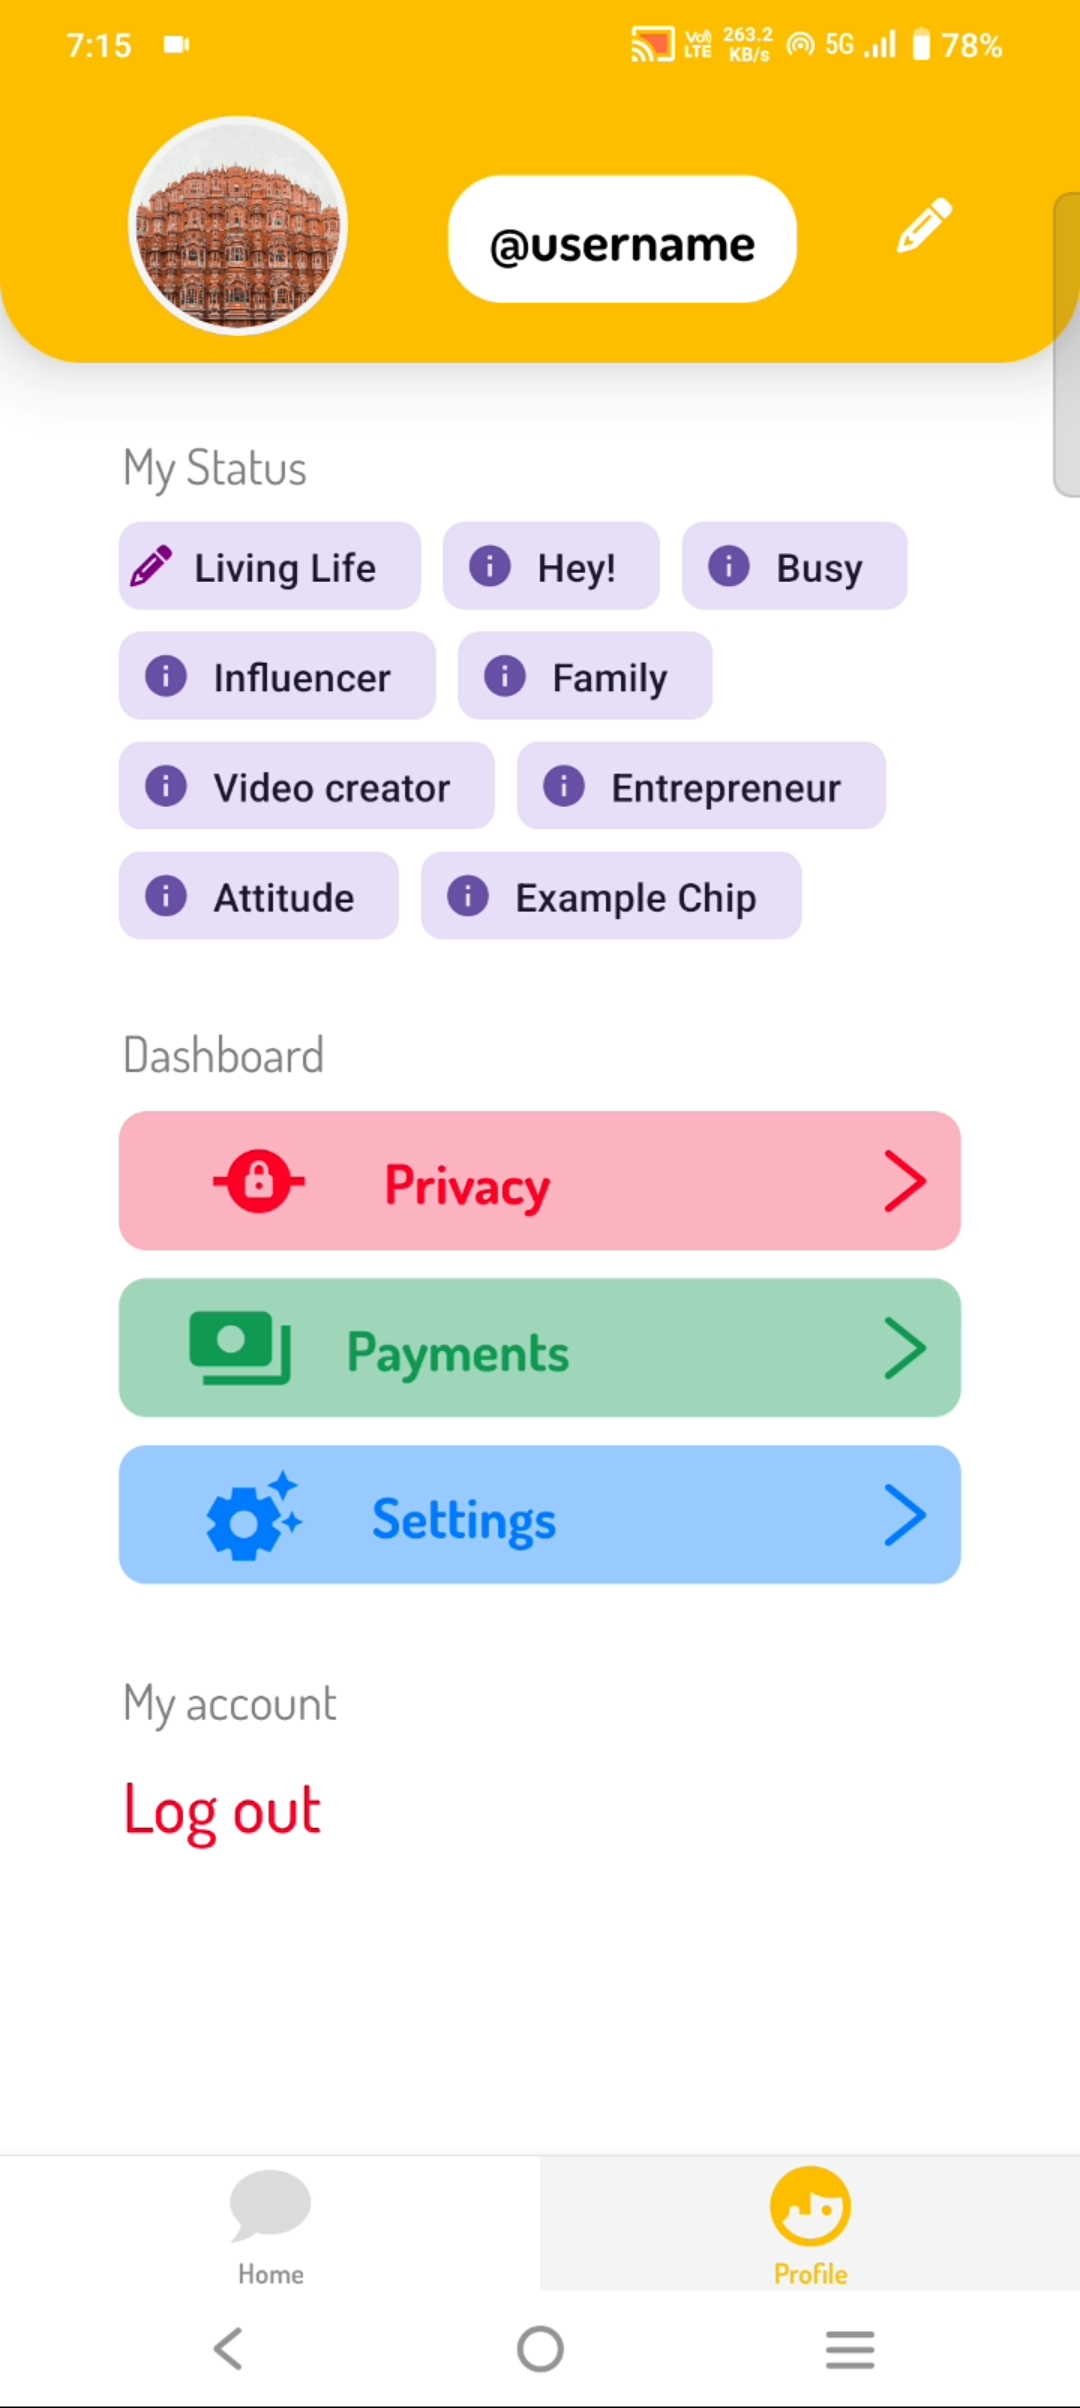 7:15 VoI) LTE 263.2 KB/s 5G 78%
@username
My Status
Living Life Hey! Busy
Influencer Family
Video creator Entrepreneur
Attitude Example Chip
Dashboard
Privacy
Payments
Settings
My account
Log out
Home Profile